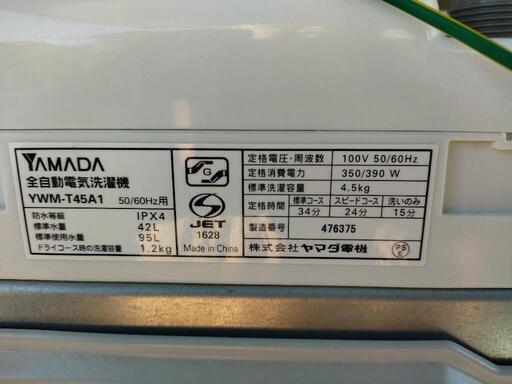 YAMADA
全自動電気洗濯機
YWM-T45A1 50/60Hz用
防水等級 IPX4
標準水量 42L
標準使用水量 95L
ドライコース時の洗濯容量 1.2kg
G
JET
1628
Made in China
定格電圧・周波数 100V 50/60Hz
定格消費電力 350/390 W
標準洗濯容量 4.5kg
定格時間 標準コース スピードコース 洗いのみ
34分 24分 15分
製造番号 476375
株式会社ヤマダ電機
PS
E